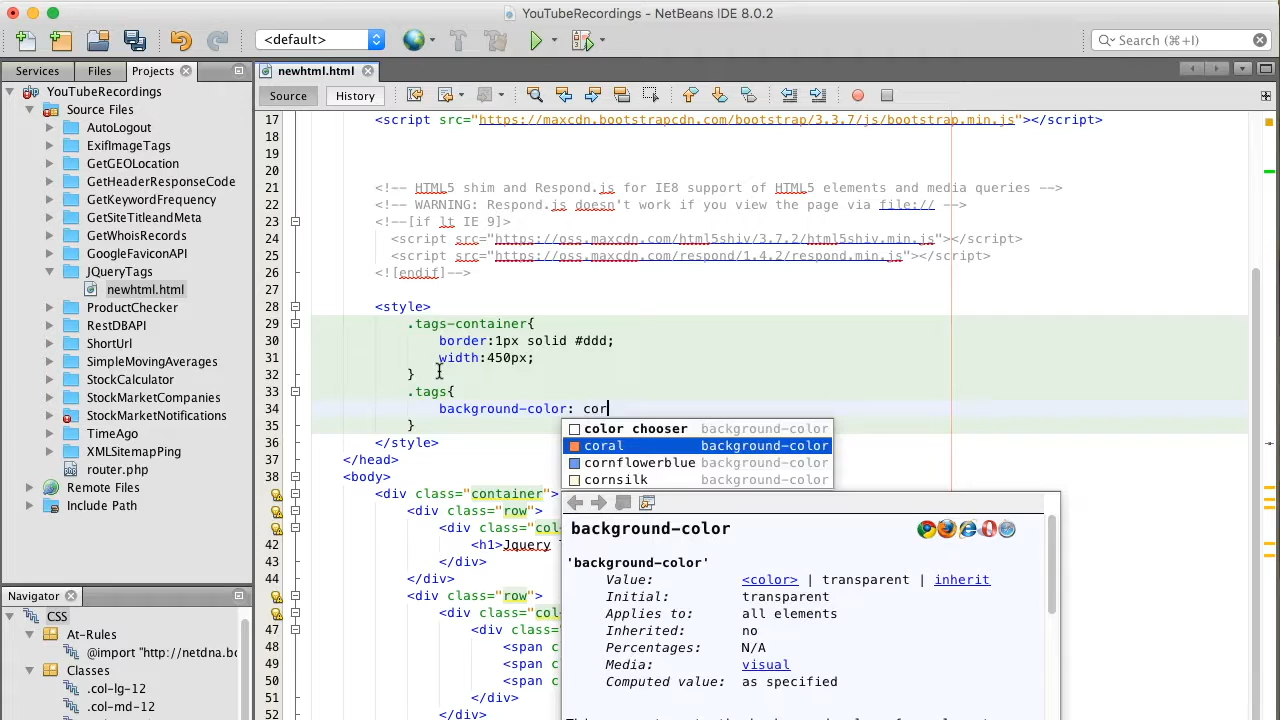 YouTubeRecordings - NetBeans IDE 8.0.2
<default>
Search (⌘+I)
Services Files Projects
newhtml.html
YouTubeRecordings
Source Files
AutoLogout
ExifImageTags
GetGEOLocation
GetHeaderResponseCode
GetKeywordFrequency
GetSiteTitleandMeta
GetWhoisRecords
GoogleFaviconAPI
JQueryTags
newhtml.html
ProductChecker
RestDBAPI
ShortUrl
SimpleMovingAverages
StockCalculator
StockMarketCompanies
StockMarketNotifications
TimeAgo
XMLSitemapPing
router.php
Remote Files
Include Path
Navigator
CSS
At-Rules
@import "http://netdna.bo
Classes
.col-lg-12
.col-md-12
Source History
17 <script src="https://maxcdn.bootstrapcdn.com/bootstrap/3.3.7/js/bootstrap.min.js"></script>
18
19
20
21 <!-- HTML5 shim and Respond.js for IE8 support of HTML5 elements and media queries -->
22 <!-- WARNING: Respond.js doesn't work if you view the page via file:// -->
23 <!--[if lt IE 9]>
24 <script src="https://oss.maxcdn.com/html5shiv/3.7.2/html5shiv.min.js"></script>
25 <script src="https://oss.maxcdn.com/respond/1.4.2/respond.min.js"></script>
26 <![endif]-->
27
28 <style>
29 .tags-container{
30 border:1px solid #ddd;
31 width:450px;
32 }
33 .tags{
34 background-color: cor
35 }
36 </style>
37 </head>
38 <body>
<div class="container">
<div class="row">
<div class="col
42 <h1>Jquery
43 </div>
44 </div>
<div class="row">
<div class="col
47 <div class=
48 <span c
49 <span c
50 <span c
51 </div>
52 </div>
color chooser background-color
coral background-color
cornflowerblue background-color
cornsilk background-color
background-color
'background-color'
Value: <color> | transparent | inherit
Initial: transparent
Applies to: all elements
Inherited: no
Percentages: N/A
Media: visual
Computed value: as specified